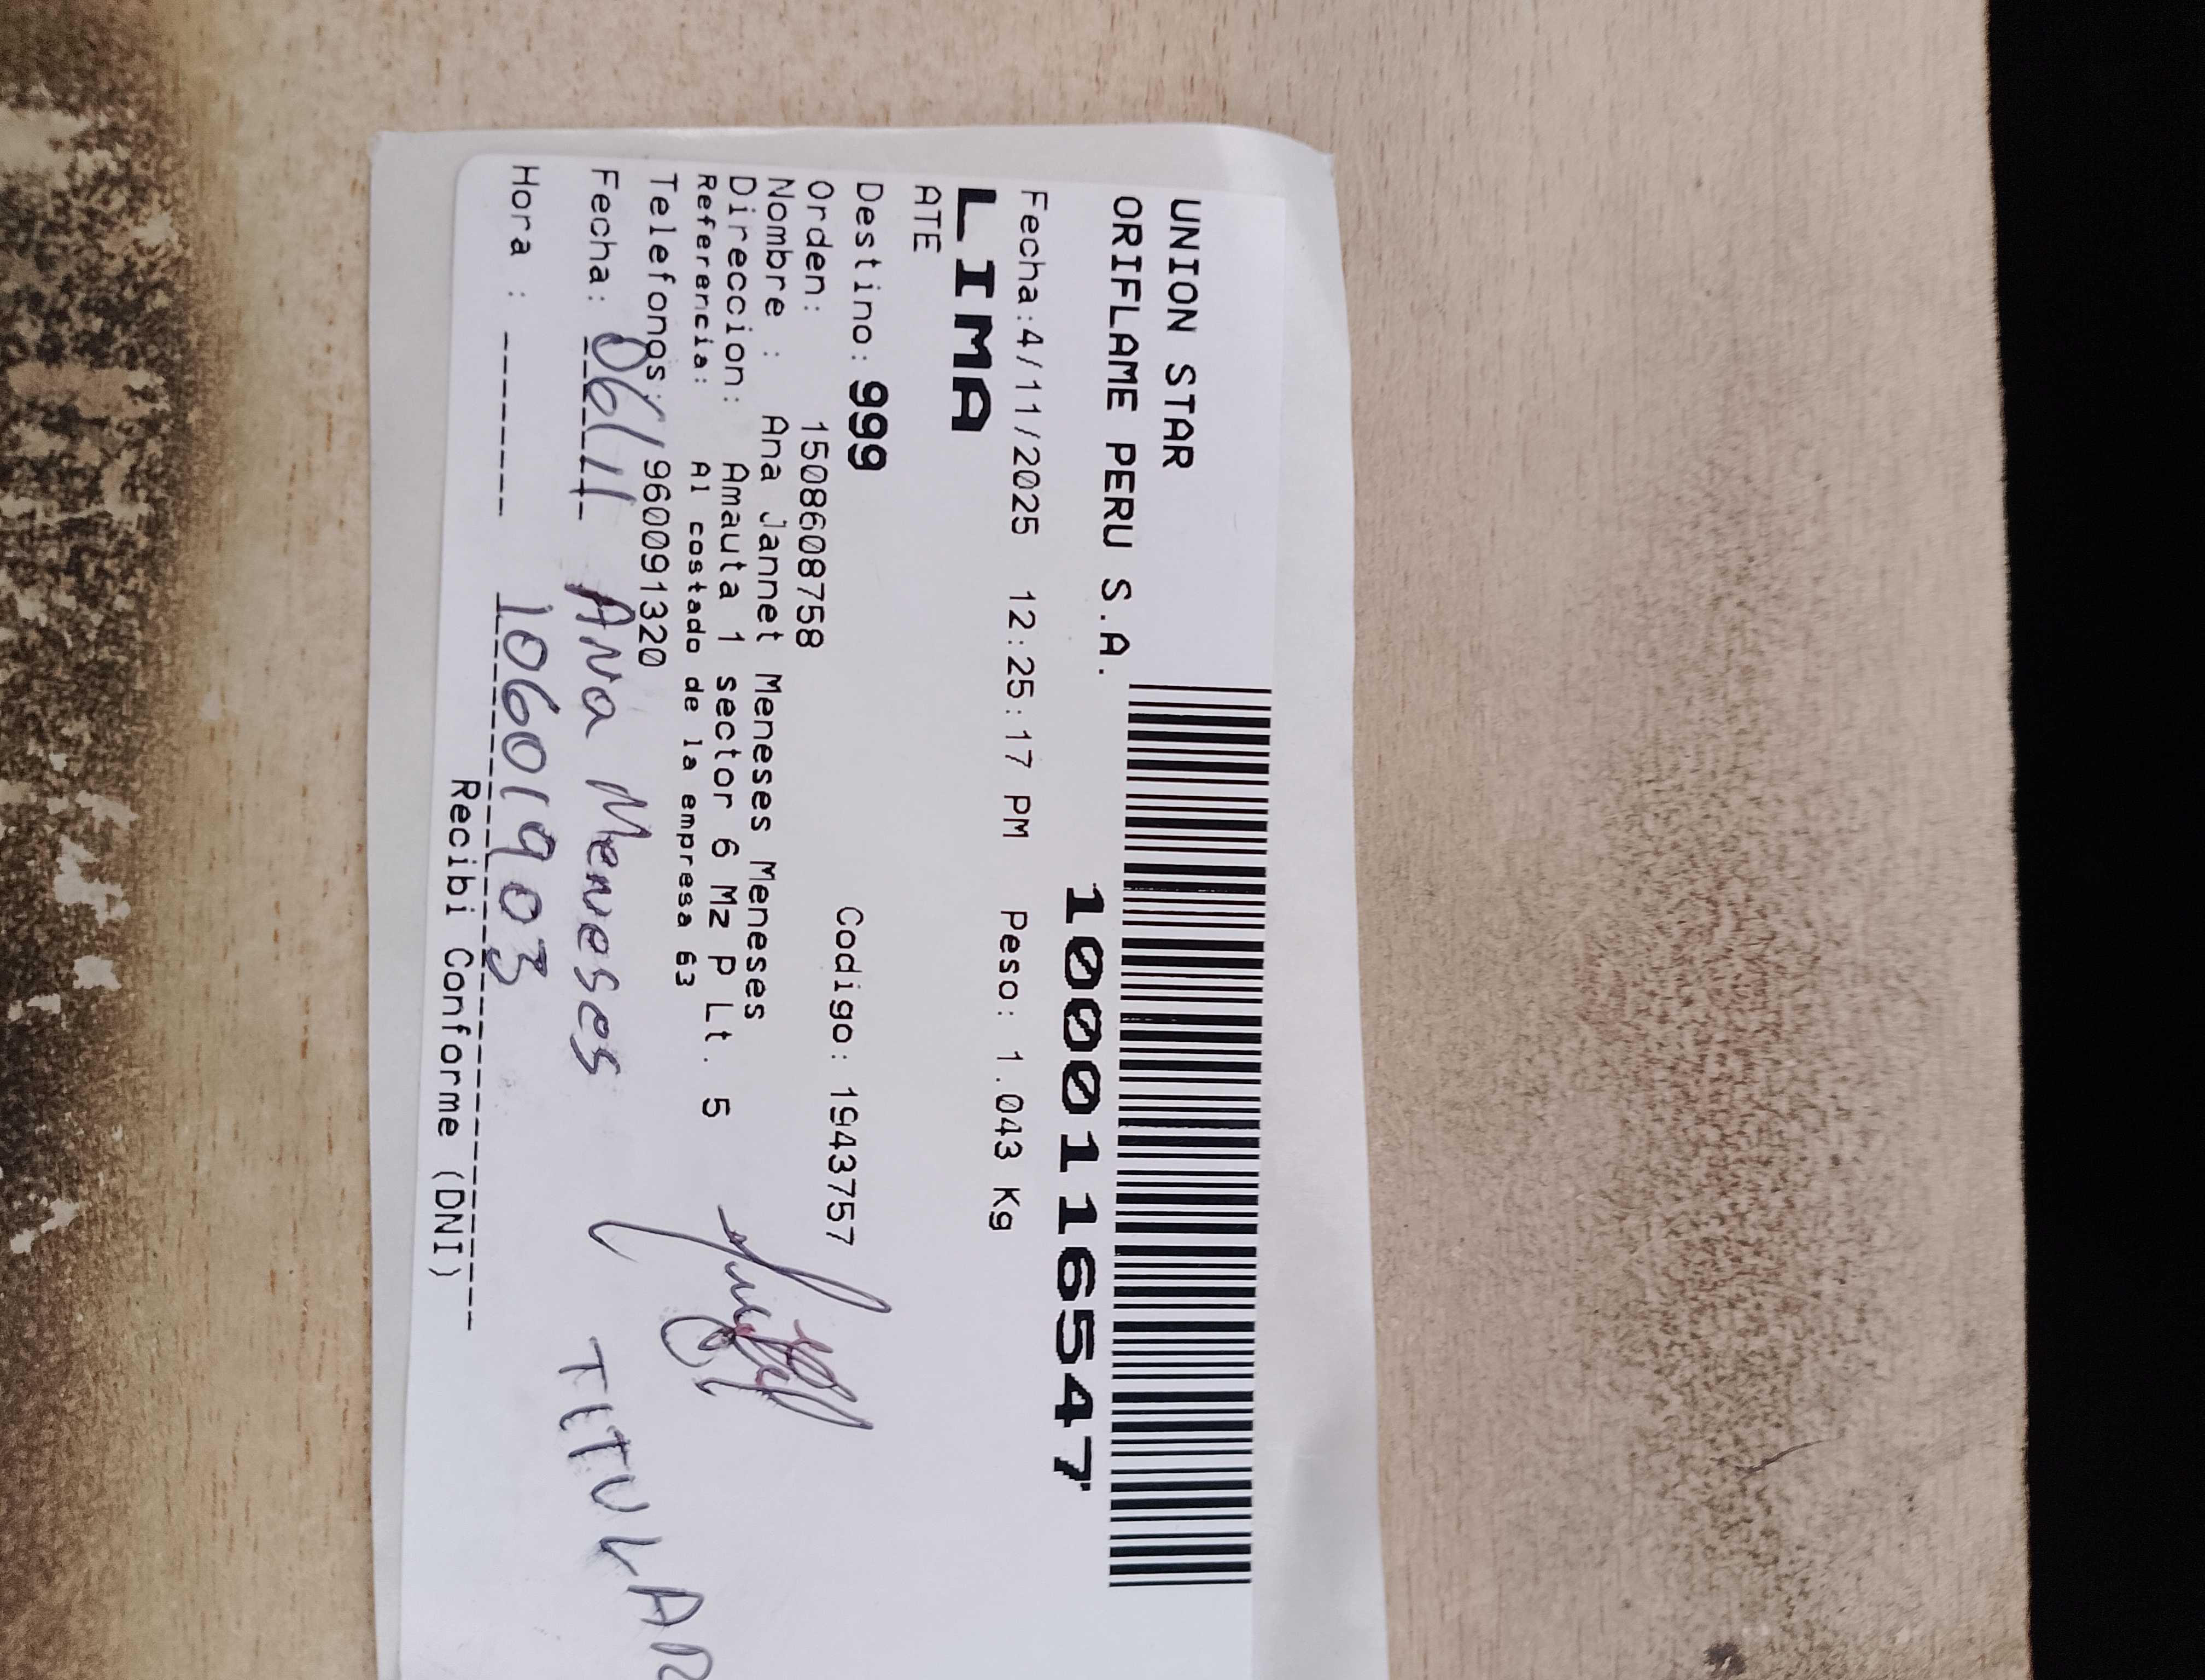 UNION STAR
ORIFLAME PERU S.A.
1000116547
Fecha:4/11/2025 12:25:17 PM Peso: 1.043 Kg
LIMA
ATE
Destino: 999
Codigo: 1943757
Orden: 1508608758
Nombre : Ana Jannet Meneses Meneses
Direccion: Amauta 1 sector 6 Mz P Lt. 5
Referencia: Al costado de la empresa 63
Telefonos: 960091320
Fecha: 06/11 ANA Meneses TITULAR
Hora : 10601903
Recibi Conforme (DNI)